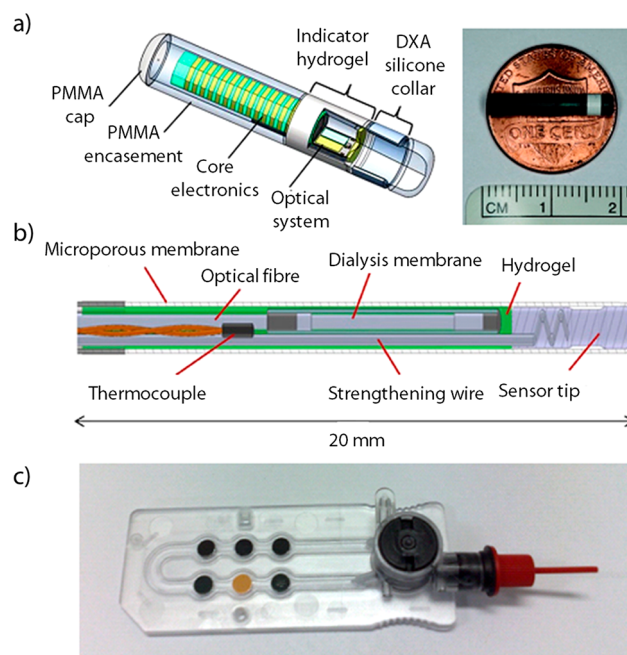 a)
Indicator
hydrogel
DXA
silicone
collar
PMMA
cap
PMMA
encasement
Core
electronics
Optical
system
ONE CENT
CM 1 2
b)
Microporous membrane
Optical fibre
Dialysis membrane
Hydrogel
Thermocouple
Strengthening wire
Sensor tip
20 mm
c)